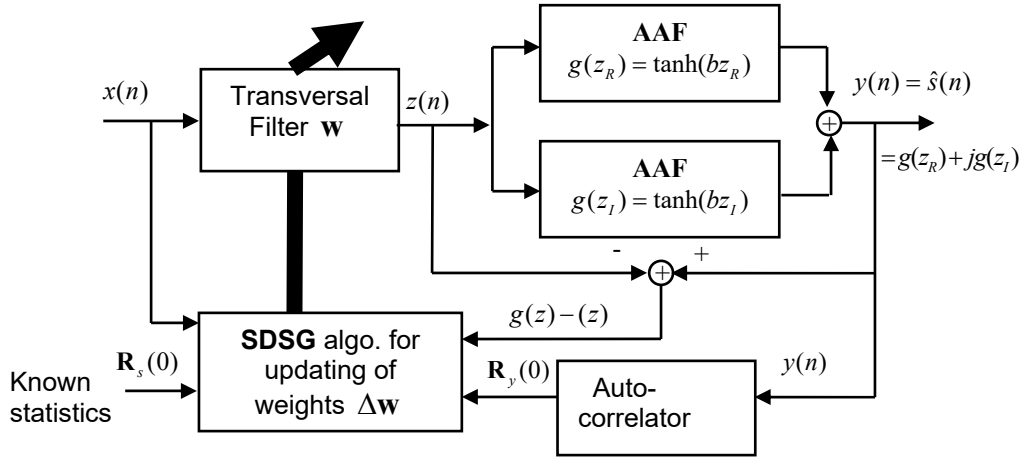 x(n)
Transversal
Filter w
z(n)
AAF
g(z_R) = tanh(bz_R)
AAF
g(z_I) = tanh(bz_I)
+
y(n) = ŝ(n)
= g(z_R) + jg(z_I)
-
+
+
g(z) − (z)
SDSG algo. for
updating of
weights Δw
R_s(0)
Known
statistics
R_y(0)
Auto-
correlator
y(n)